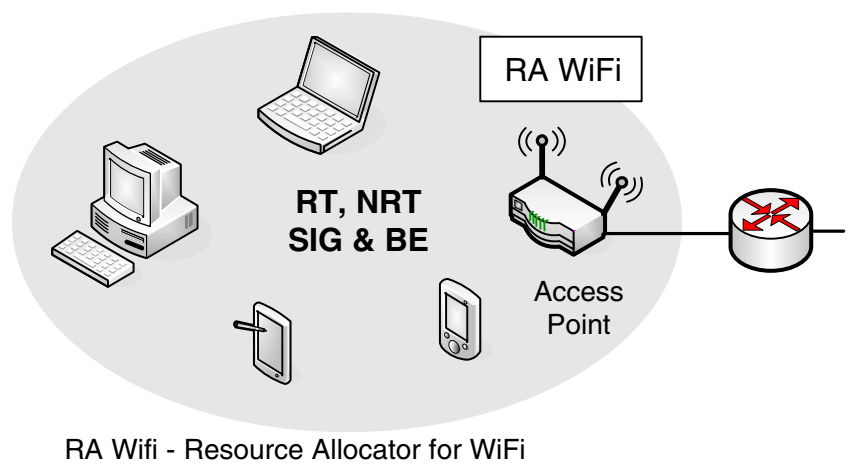 RA WiFi
RT, NRT
SIG & BE
Access
Point
RA Wifi - Resource Allocator for WiFi